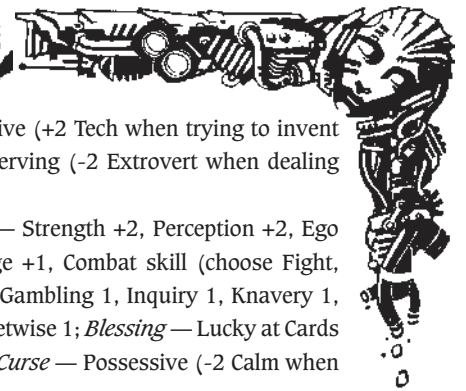 ive (+2 Tech when trying to invent
erving (-2 Extrovert when dealing
— Strength +2, Perception +2, Ego
ge +1, Combat skill (choose Fight,
Gambling 1, Inquiry 1, Knavery 1,
etwise 1; Blessing — Lucky at Cards
Curse — Possessive (-2 Calm when